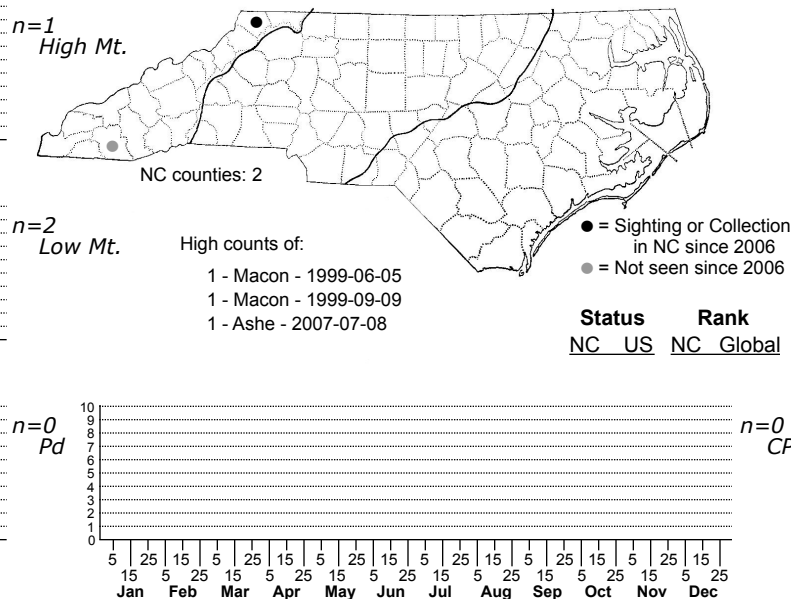 n=1
High Mt.
NC counties: 2
n=2
Low Mt.
High counts of:
1 - Macon - 1999-06-05
1 - Macon - 1999-09-09
1 - Ashe - 2007-07-08
= Sighting or Collection
in NC since 2006
= Not seen since 2006
Status Rank
NC US NC Global
n=0
Pd
10
9
8
7
6
5
4
3
2
1
0
n=0
CP
5 25 15 5 25 15 5 25 15 5 25 15 5 25 15 5 25 15
15 5 25 15 5 25 15 5 25 15 5 25 15 5 25 15 5 25
Jan Feb Mar Apr May Jun Jul Aug Sep Oct Nov Dec